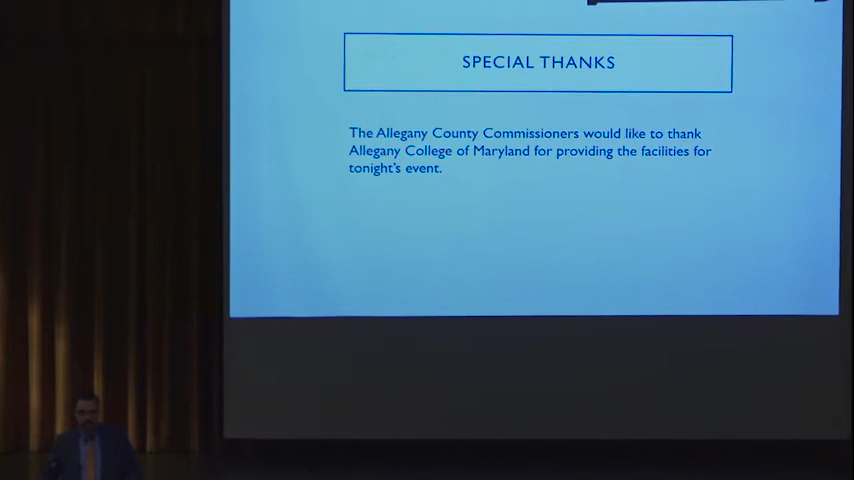 SPECIAL THANKS
The Allegany County Commissioners would like to thank
Allegany College of Maryland for providing the facilities for
tonight's event.